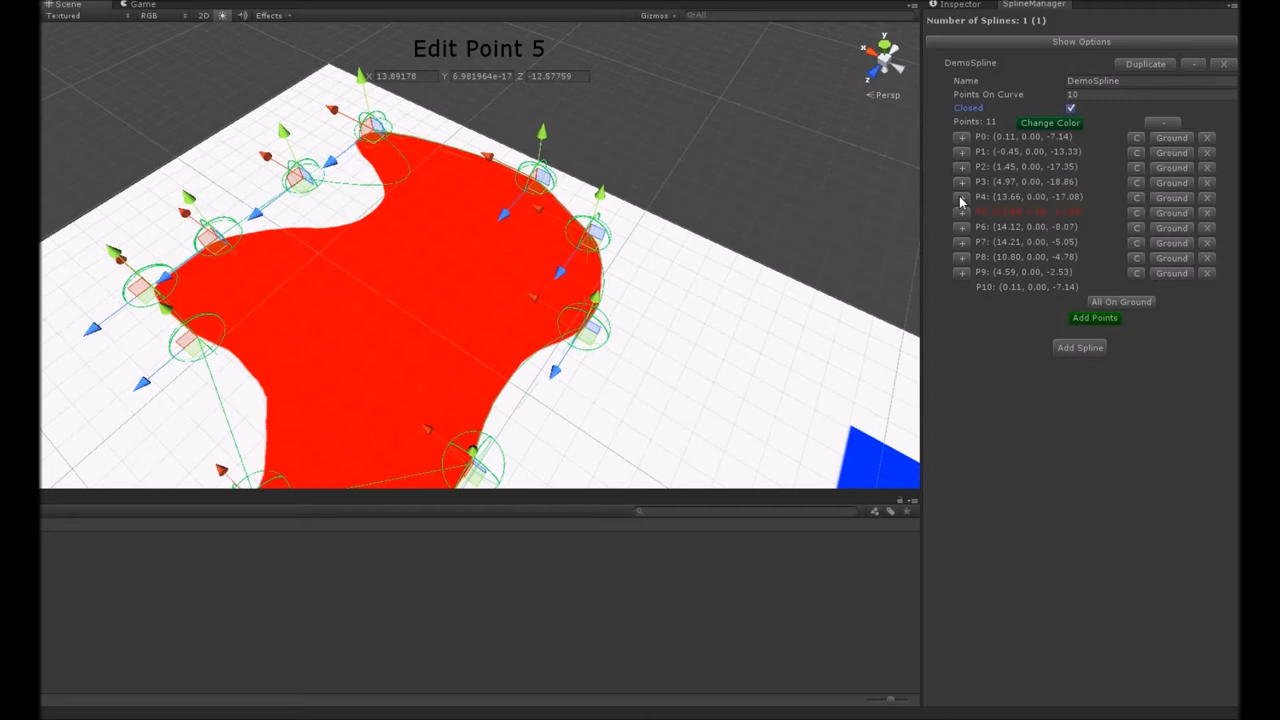 Scene Game Inspector SplineManager
Textured RGB 2D Effects Gizmos All
Number of Splines: 1 (1)
Show Options
Edit Point 5
DemoSpline Duplicate - X
X 13.89178 Y 6.981964e-17 Z -12.57759
Name DemoSpline
Points On Curve 10
Closed
Points: 11 Change Color -
+ P0: (0.11, 0.00, -7.14) C Ground X
+ P1: (-0.45, 0.00, -13.33) C Ground X
+ P2: (1.45, 0.00, -17.35) C Ground X
+ P3: (4.97, 0.00, -18.86) C Ground X
P4: (13.66, 0.00, -17.08) C Ground X
+ C Ground X
+ P6: (14.12, 0.00, -8.07) C Ground X
+ P7: (14.21, 0.00, -5.05) C Ground X
+ P8: (10.80, 0.00, -4.78) C Ground X
+ P9: (4.59, 0.00, -2.53) C Ground X
P10: (0.11, 0.00, -7.14)
All On Ground
Add Points
Add Spline
y
x
z
Persp